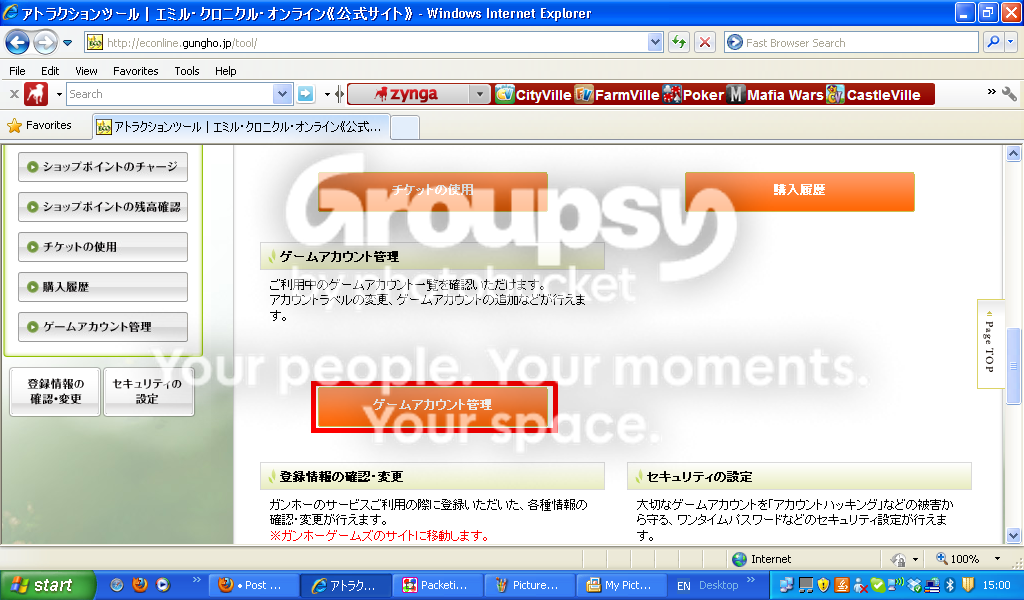 アトラクションツール | エミル・クロニクル・オンライン《公式サイト》 - Windows Internet Explorer
http://econline.gungho.jp/tool/
Fast Browser Search
File Edit View Favorites Tools Help
Search
zynga
CityVille
FarmVille
Poker
Mafia Wars
CastleVille
Favorites
アトラクションツール | エミル・クロニクル・オンライン《公式...
ショップポイントのチャージ
ショップポイントの残高確認
チケットの使用
購入履歴
ゲームアカウント管理
登録情報の
確認・変更
セキュリティの
設定
チケットの使用
購入履歴
Groupsy
by photobucket
ゲームアカウント管理
ご利用中のゲームアカウント一覧を確認いただけます。
アカウントラベルの変更、ゲームアカウントの追加などが行えま
す。
Page TOP
Your people. Your moments.
Your space.
ゲームアカウント管理
登録情報の確認・変更
ガンホーのサービスご利用の際に登録いただいた、各種情報の
確認・変更が行えます。
※ガンホーゲームズのサイトに移動します。
セキュリティの設定
大切なゲームアカウントを「アカウントハッキング」などの被害か
ら守る、ワンタイムパスワードなどのセキュリティ設定が行えま
す。
Internet
100%
start
• Post ...
アトラク...
Packeti...
Picture...
My Pict...
EN
Desktop
15:00